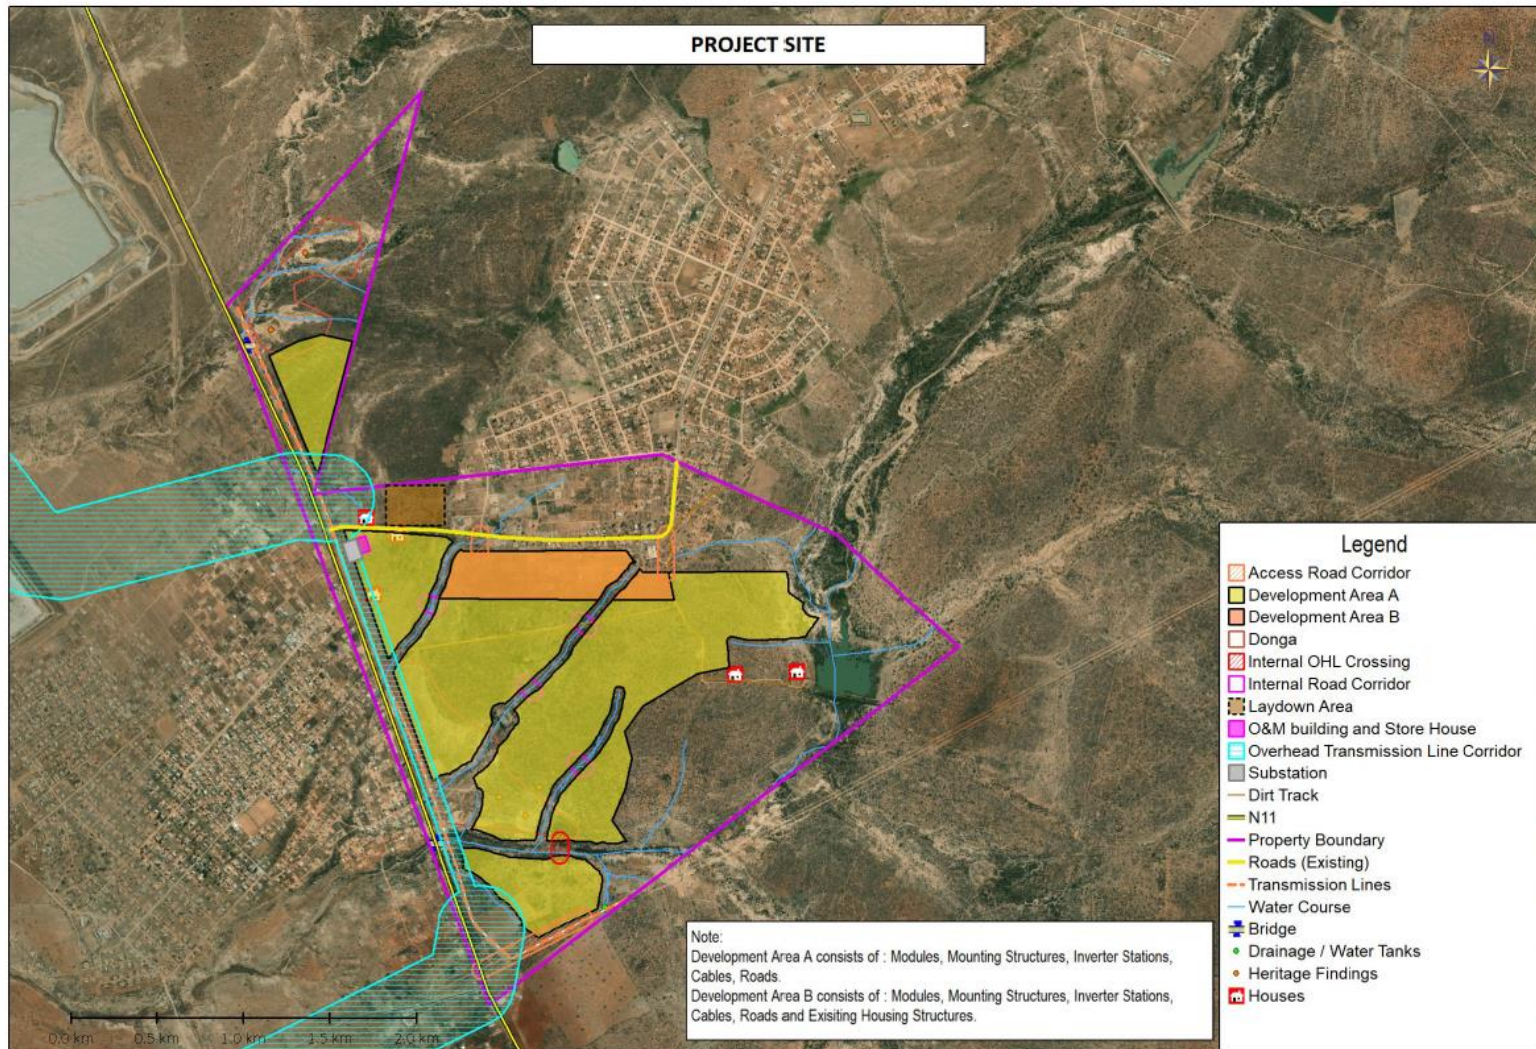 PROJECT SITE
N
Legend
Access Road Corridor
Development Area A
Development Area B
Donga
Internal OHL Crossing
Internal Road Corridor
Laydown Area
O&M building and Store House
Overhead Transmission Line Corridor
Substation
Dirt Track
N11
Property Boundary
Roads (Existing)
Transmission Lines
Water Course
Bridge
Drainage / Water Tanks
Heritage Findings
Houses
Note:
Development Area A consists of : Modules, Mounting Structures, Inverter Stations,
Cables, Roads.
Development Area B consists of : Modules, Mounting Structures, Inverter Stations,
Cables, Roads and Exisiting Housing Structures.
0.0 km 0.5 km 1.0 km 1.5 km 2.0 km